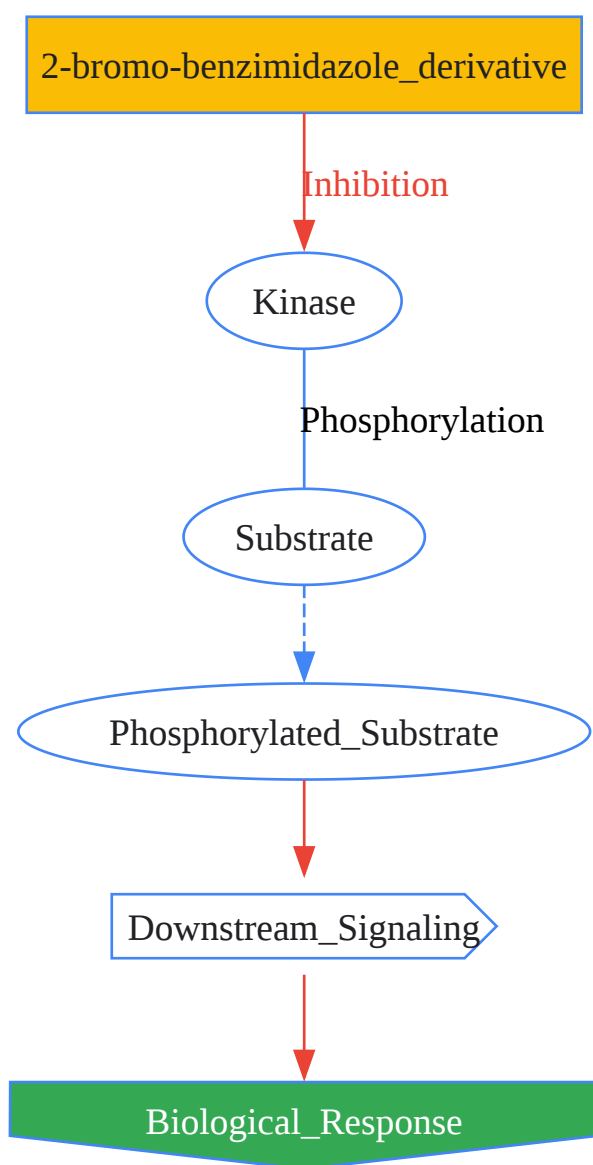 2-bromo-benzimidazole_derivative
Inhibition
Kinase
Phosphorylation
Substrate
Phosphorylated_Substrate
Downstream_Signaling
Biological_Response